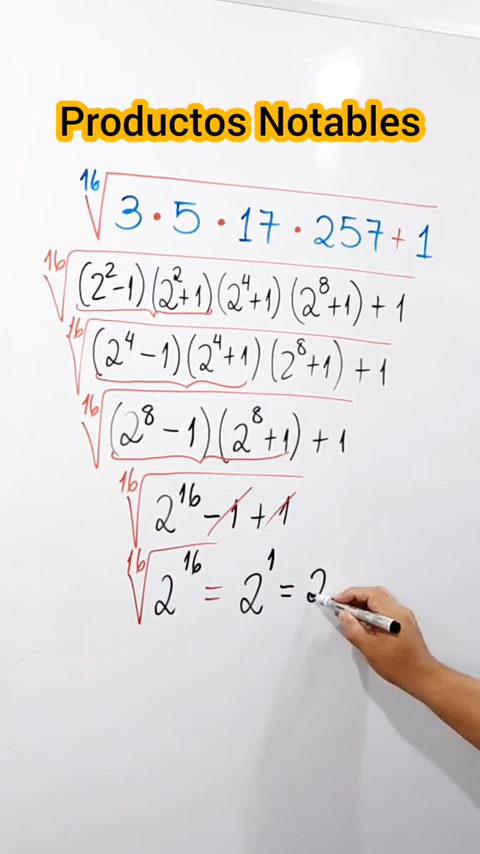 Productos Notables
¹⁶√(3 · 5 · 17 · 257 + 1)
¹⁶√((2² - 1)(2² + 1)(2⁴ + 1)(2⁸ + 1) + 1)
¹⁶√((2⁴ - 1)(2⁴ + 1)(2⁸ + 1) + 1)
¹⁶√((2⁸ - 1)(2⁸ + 1) + 1)
¹⁶√(2¹⁶ - 1 + 1)
¹⁶√(2¹⁶) = 2¹ = 2